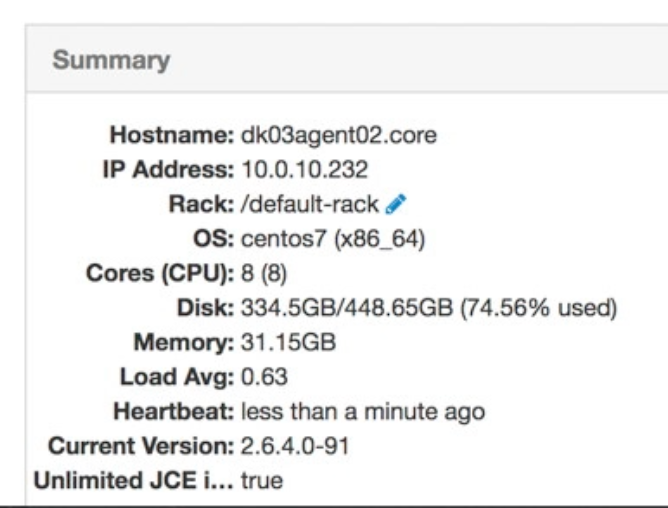 Summary
Hostname: dk03agent02.core
IP Address: 10.0.10.232
Rack: /default-rack
OS: centos7 (x86_64)
Cores (CPU): 8 (8)
Disk: 334.5GB/448.65GB (74.56% used)
Memory: 31.15GB
Load Avg: 0.63
Heartbeat: less than a minute ago
Current Version: 2.6.4.0-91
Unlimited JCE i... true